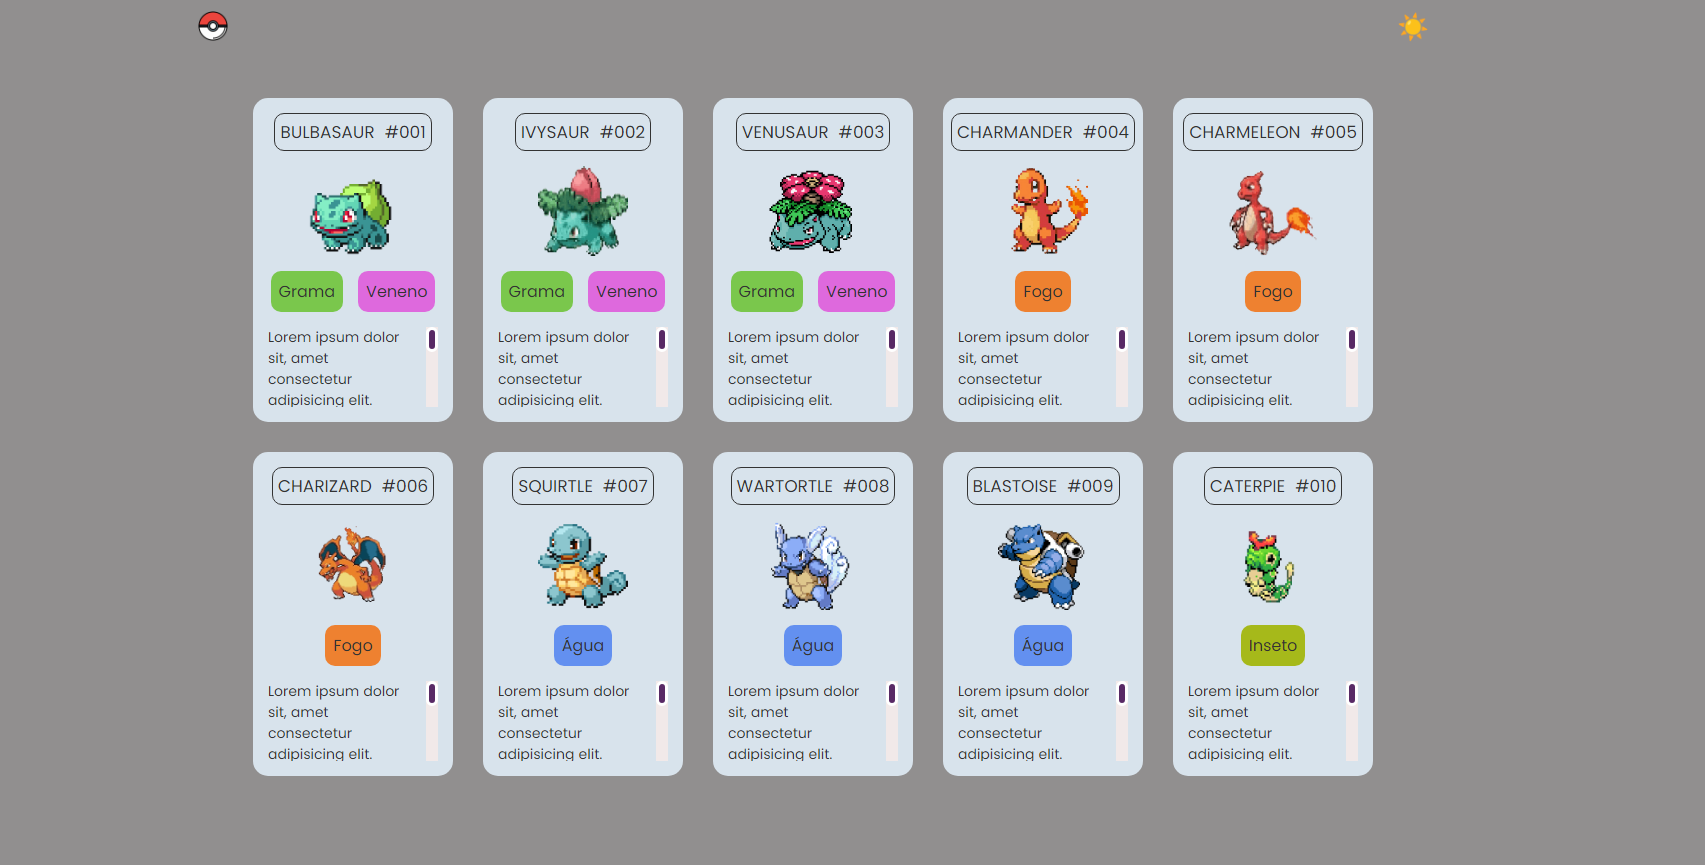 BULBASAUR #001
Grama Veneno
Lorem ipsum dolor
sit, amet
consectetur
adipisicing elit.
IVYSAUR #002
Grama Veneno
Lorem ipsum dolor
sit, amet
consectetur
adipisicing elit.
VENUSAUR #003
Grama Veneno
Lorem ipsum dolor
sit, amet
consectetur
adipisicing elit.
CHARMANDER #004
Fogo
Lorem ipsum dolor
sit, amet
consectetur
adipisicing elit.
CHARMELEON #005
Fogo
Lorem ipsum dolor
sit, amet
consectetur
adipisicing elit.
CHARIZARD #006
Fogo
Lorem ipsum dolor
sit, amet
consectetur
adipisicing elit.
SQUIRTLE #007
Água
Lorem ipsum dolor
sit, amet
consectetur
adipisicing elit.
WARTORTLE #008
Água
Lorem ipsum dolor
sit, amet
consectetur
adipisicing elit.
BLASTOISE #009
Água
Lorem ipsum dolor
sit, amet
consectetur
adipisicing elit.
CATERPIE #010
Inseto
Lorem ipsum dolor
sit, amet
consectetur
adipisicing elit.